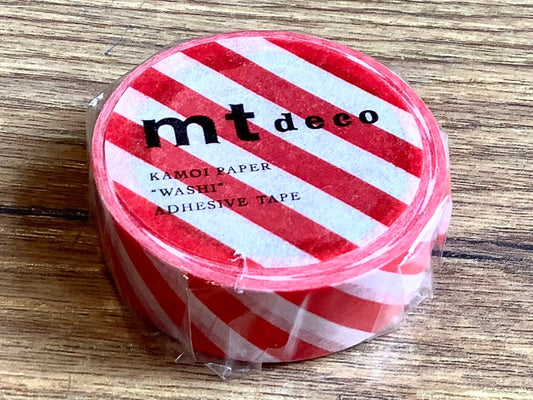 mt deco
KAMOI PAPER
"WASHI"
ADHESIVE TAPE